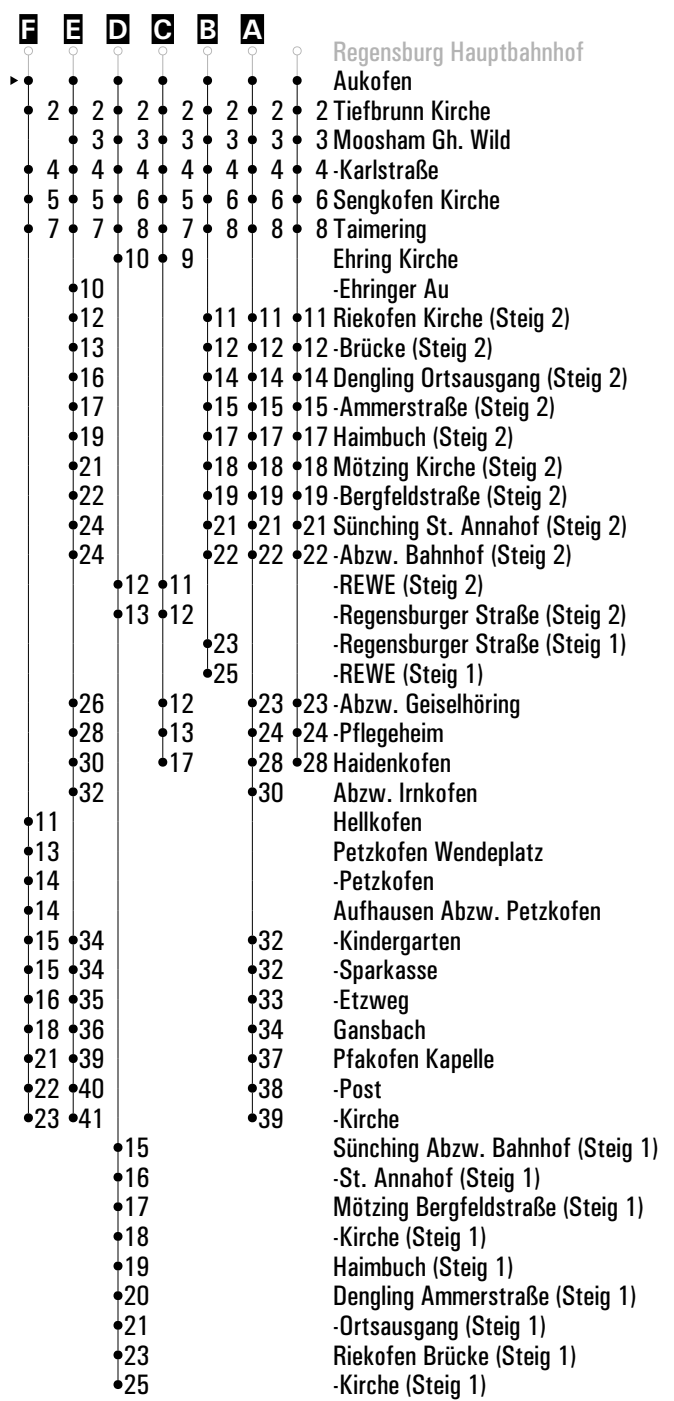 F E D C B A
Regensburg Hauptbahnhof
Aukofen
2 2 2 2 2 2 2 Tiefbrunn Kirche
3 3 3 3 3 3 Moosham Gh. Wild
4 4 4 4 4 4 4 -Karlstraße
5 5 6 5 6 6 6 Sengkofen Kirche
7 7 8 7 8 8 8 Taimering
10 9 Ehring Kirche
10 -Ehringer Au
12 11 11 11 Riekofen Kirche (Steig 2)
13 12 12 12 -Brücke (Steig 2)
16 14 14 14 Dengling Ortsausgang (Steig 2)
17 15 15 15 -Ammerstraße (Steig 2)
19 17 17 17 Haimbuch (Steig 2)
21 18 18 18 Mötzing Kirche (Steig 2)
22 19 19 19 -Bergfeldstraße (Steig 2)
24 21 21 21 Sünching St. Annahof (Steig 2)
24 22 22 22 -Abzw. Bahnhof (Steig 2)
12 11 -REWE (Steig 2)
13 12 -Regensburger Straße (Steig 2)
23 -Regensburger Straße (Steig 1)
25 -REWE (Steig 1)
26 12 23 23 -Abzw. Geiselhöring
28 13 24 24 -Pflegeheim
30 17 28 28 Haidenkofen
32 30 Abzw. Irnkofen
11 Hellkofen
13 Petzkofen Wendeplatz
14 -Petzkofen
14 Aufhausen Abzw. Petzkofen
15 34 32 -Kindergarten
15 34 32 -Sparkasse
16 35 33 -Etzweg
18 36 34 Gansbach
21 39 37 Pfakofen Kapelle
22 40 38 -Post
23 41 39 -Kirche
15 Sünching Abzw. Bahnhof (Steig 1)
16 -St. Annahof (Steig 1)
17 Mötzing Bergfeldstraße (Steig 1)
18 -Kirche (Steig 1)
19 Haimbuch (Steig 1)
20 Dengling Ammerstraße (Steig 1)
21 -Ortsausgang (Steig 1)
23 Riekofen Brücke (Steig 1)
25 -Kirche (Steig 1)